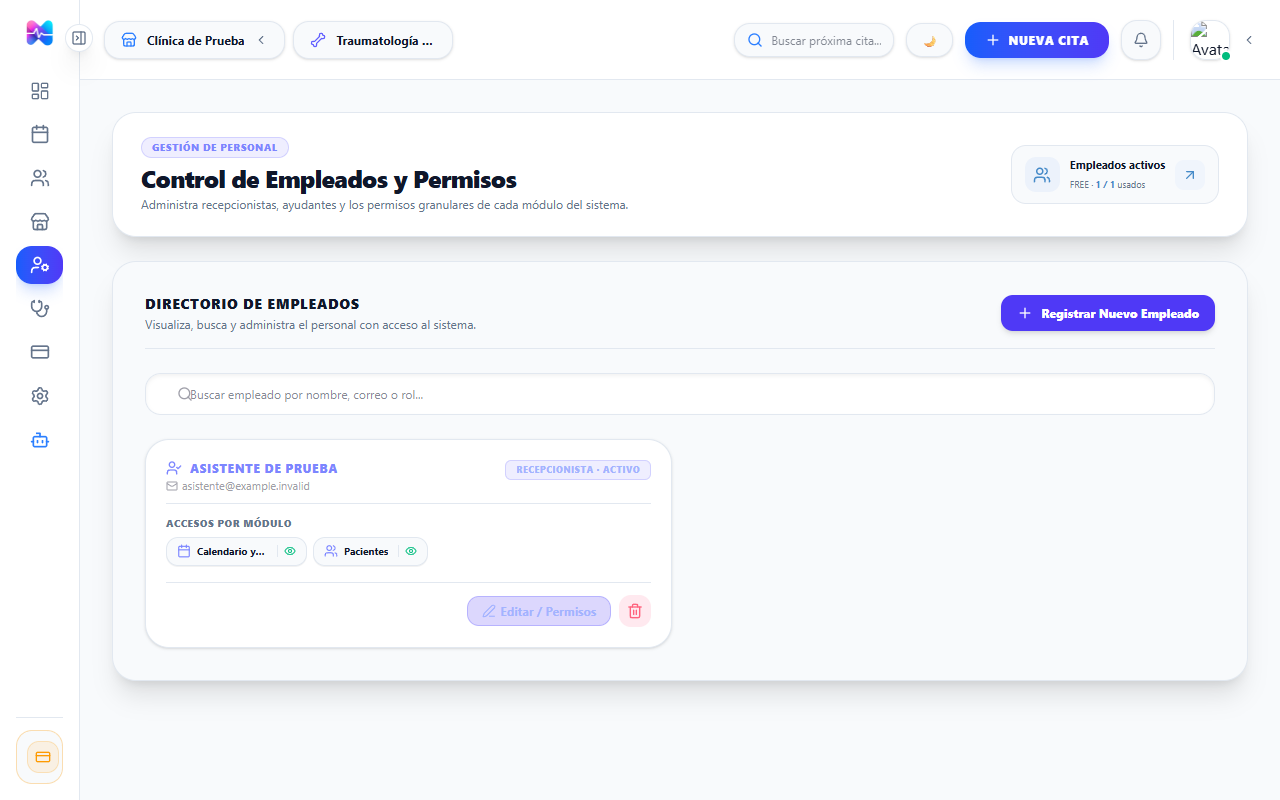 Clínica de Prueba
Traumatología ...
Buscar próxima cita...
NUEVA CITA
Avata
GESTIÓN DE PERSONAL
Control de Empleados y Permisos
Administra recepcionistas, ayudantes y los permisos granulares de cada módulo del sistema.
Empleados activos
FREE · 1 / 1 usados
DIRECTORIO DE EMPLEADOS
Visualiza, busca y administra el personal con acceso al sistema.
Registrar Nuevo Empleado
Buscar empleado por nombre, correo o rol...
ASISTENTE DE PRUEBA
RECEPCIONISTA · ACTIVO
asistente@example.invalid
ACCESOS POR MÓDULO
Calendario y...
Pacientes
Editar / Permisos